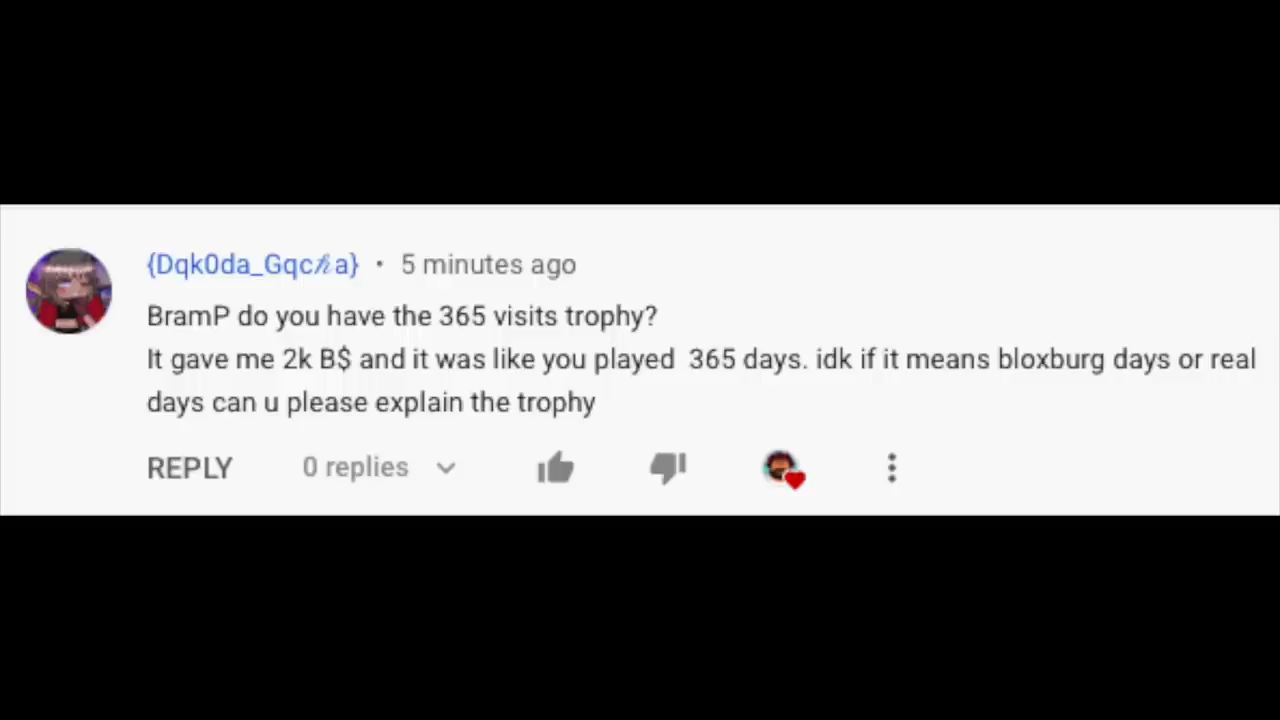 {Dqk0da_Gqcℎa} • 5 minutes ago
BramP do you have the 365 visits trophy?
It gave me 2k B$ and it was like you played  365 days. idk if it means bloxburg days or real
days can u please explain the trophy
REPLY 0 replies